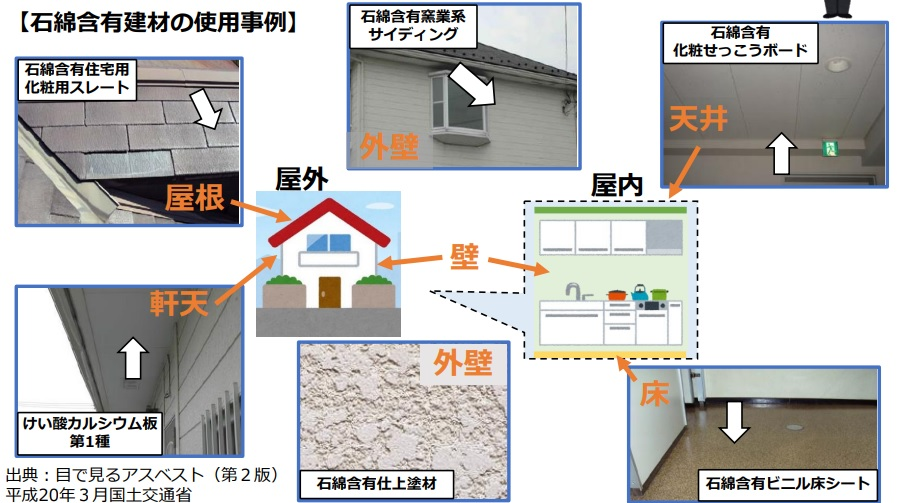 【石綿含有建材の使用事例】
石綿含有住宅用
化粧用スレート
屋根
石綿含有窯業系
サイディング
外壁
石綿含有
化粧せっこうボード
天井
屋外
屋内
壁
軒天
けい酸カルシウム板
第1種
外壁
石綿含有仕上塗材
床
石綿含有ビニル床シート
出典：目で見るアスベスト（第２版）
平成20年３月国土交通省